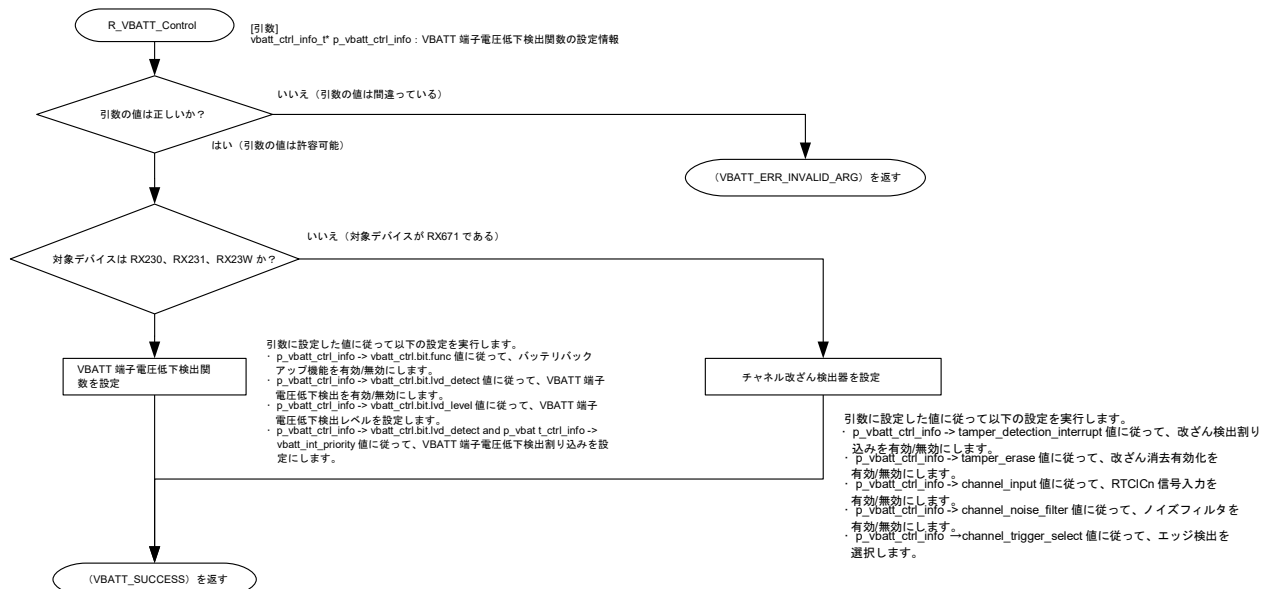 R_VBATT_Control
[引数]
vbatt_ctrl_info_t* p_vbatt_ctrl_info : VBATT 端子電圧低下検出関数の設定情報
引数の値は正しいか？
いいえ（引数の値は間違っている）
はい（引数の値は許容可能）
（VBATT_ERR_INVALID_ARG）を返す
対象デバイスは RX230、RX231、RX23W か？
いいえ（対象デバイスが RX671 である）
VBATT 端子電圧低下検出関
数を設定
引数に設定した値に従って以下の設定を実行します。
・ p_vbatt_ctrl_info -> vbatt_ctrl.bit.func 値に従って、バッテリバック
アップ機能を有効/無効にします。
・ p_vbatt_ctrl_info -> vbatt_ctrl.bit.lvd_detect 値に従って、VBATT 端子
電圧低下検出を有効/無効にします。
・ p_vbatt_ctrl_info -> vbatt_ctrl.bit.lvd_level 値に従って、VBATT 端子
電圧低下検出レベルを設定します。
・ p_vbatt_ctrl_info -> vbatt_ctrl.bit.lvd_detect and p_vbat t_ctrl_info ->
vbatt_int_priority 値に従って、VBATT 端子電圧低下検出割り込みを設
定にします。
チャネル改ざん検出器を設定
引数に設定した値に従って以下の設定を実行します。
・ p_vbatt_ctrl_info -> tamper_detection_interrupt 値に従って、改ざん検出割り
込みを有効/無効にします。
・ p_vbatt_ctrl_info -> tamper_erase 値に従って、改ざん消去有効化を
有効/無効にします。
・ p_vbatt_ctrl_info -> channel_input 値に従って、RTCICn 信号入力を
有効/無効にします。
・ p_vbatt_ctrl_info -> channel_noise_filter 値に従って、ノイズフィルタを
有効/無効にします。
・ p_vbatt_ctrl_info →channel_trigger_select 値に従って、エッジ検出を
選択します。
（VBATT_SUCCESS）を返す